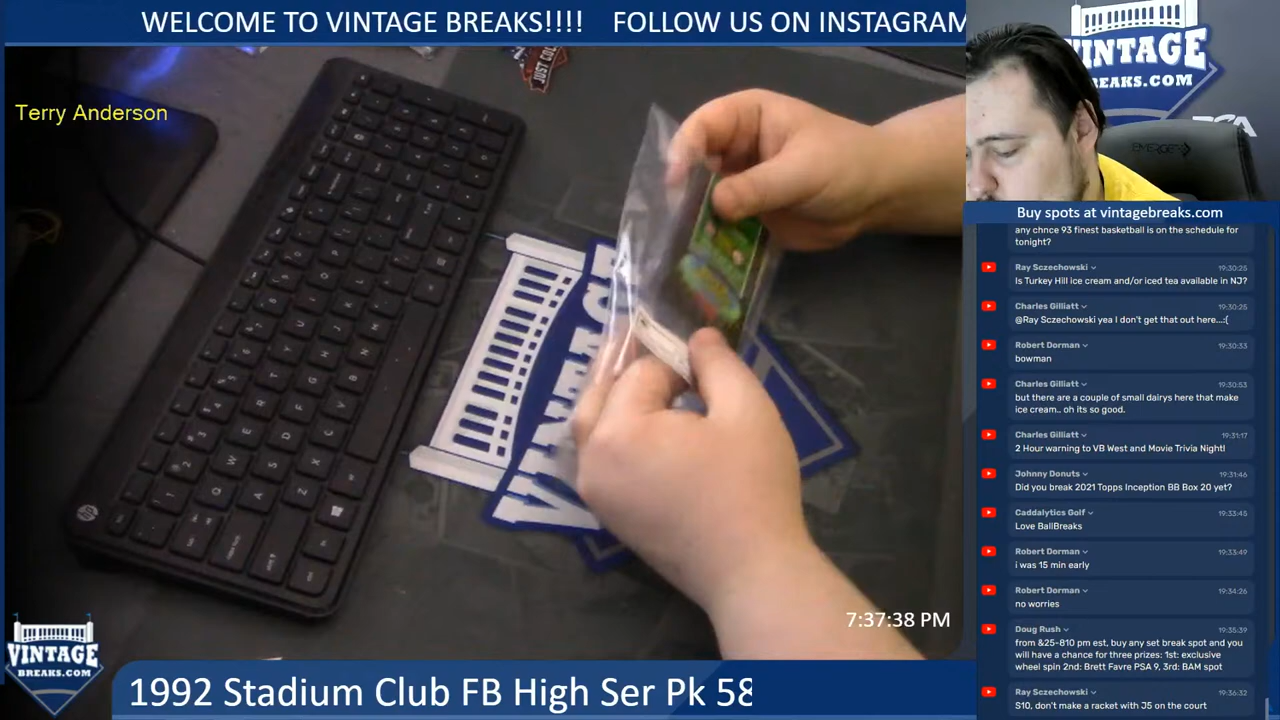 WELCOME TO VINTAGE BREAKS!!!! FOLLOW US ON INSTAGRAM
Terry Anderson
JUST COL
VINTAGE
BREAKS.COM
EMERGE
Buy spots at vintagebreaks.com
any chnce 93 finest basketball is on the schedule for
tonight?
Ray Sczechowski 19:30:25
Is Turkey Hill ice cream and/or iced tea available in NJ?
Charles Gilliatt 19:30:25
@Ray Sczechowski yea I don't get that out here...:(
Robert Dorman 19:30:33
bowman
Charles Gilliatt 19:30:53
but there are a couple of small dairys here that make
ice cream.. oh its so good.
Charles Gilliatt 19:31:17
2 Hour warning to VB West and Movie Trivia Night!
Johnny Donuts 19:31:46
Did you break 2021 Topps Inception BB Box 20 yet?
Caddalytics Golf 19:33:45
Love BallBreaks
Robert Dorman 19:33:49
i was 15 min early
Robert Dorman 19:34:26
no worries
Doug Rush 19:35:39
from &25-810 pm est, buy any set break spot and you
will have a chance for three prizes: 1st: exclusive
wheel spin 2nd: Brett Favre PSA 9, 3rd: BAM spot
Ray Sczechowski 19:36:32
S10, don't make a racket with J5 on the court
VINTAGE
hp
7:37:38 PM
VINTAGE
BREAKS.COM
1992 Stadium Club FB High Ser Pk 58